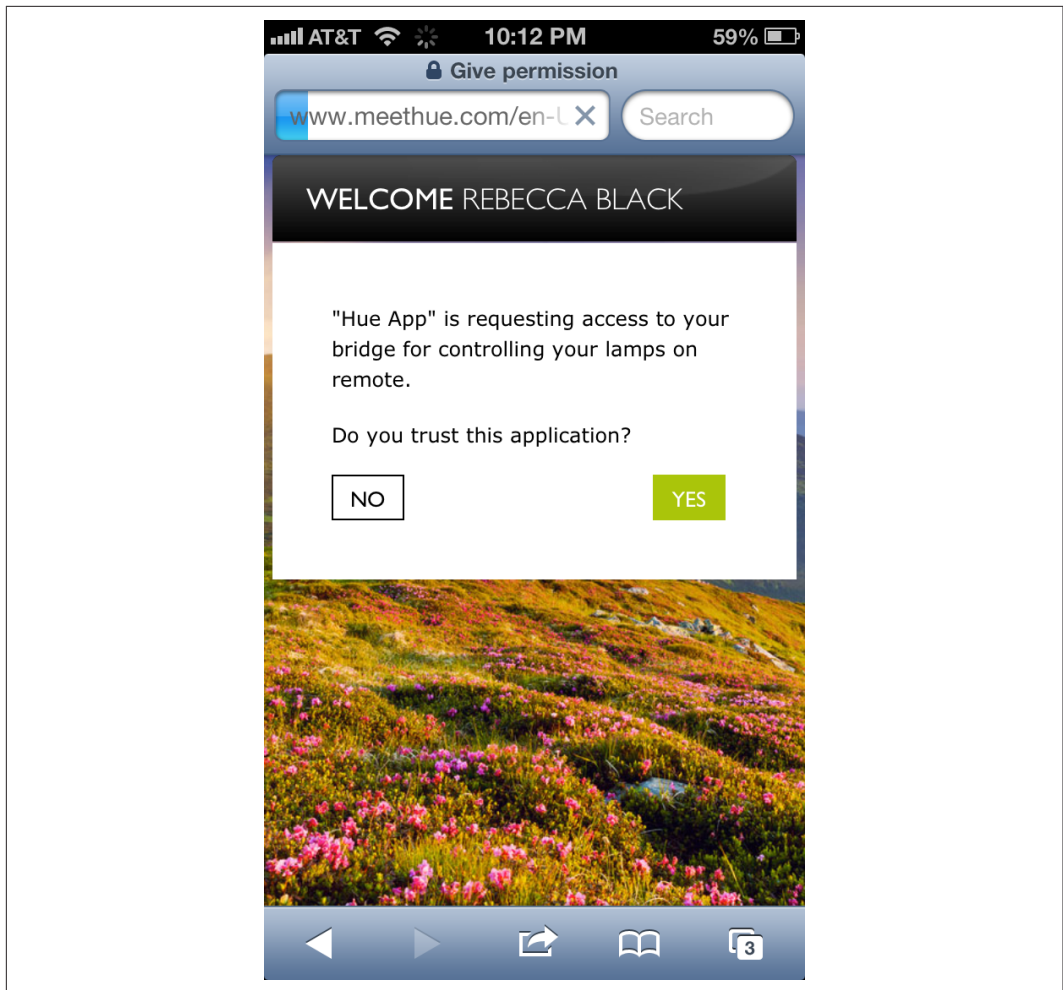 AT&T 10:12 PM 59%
Give permission
www.meethue.com/en-U Search
WELCOME REBECCA BLACK
"Hue App" is requesting access to your
bridge for controlling your lamps on
remote.
Do you trust this application?
NO YES
3